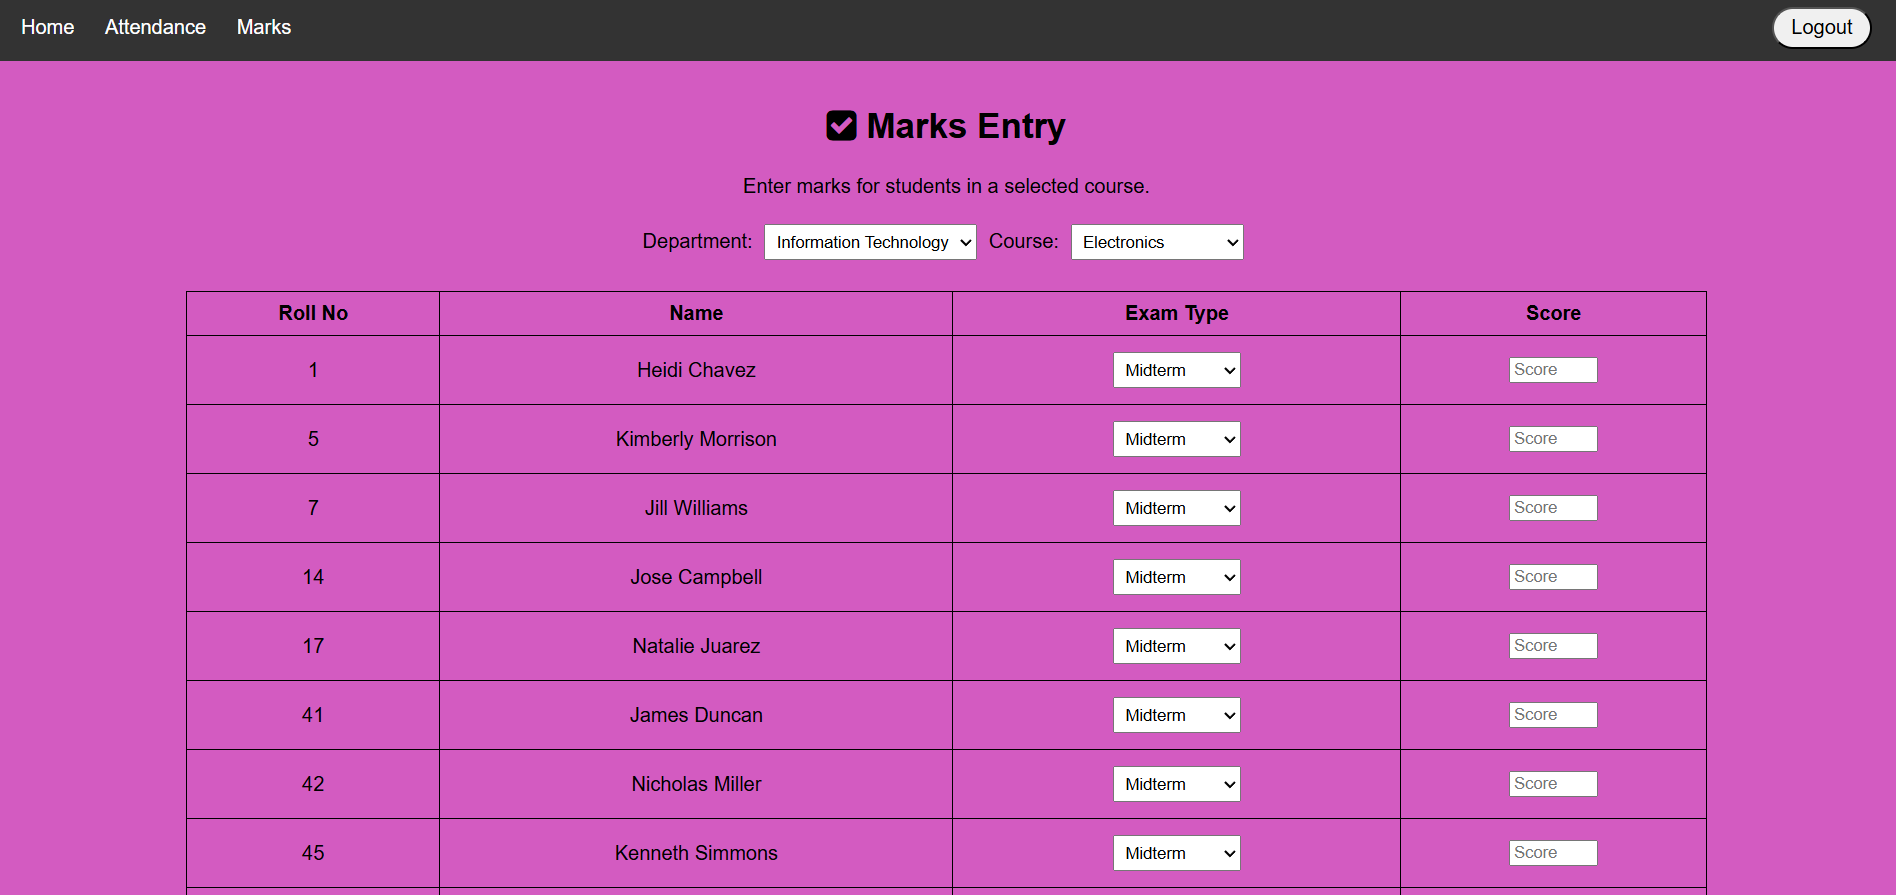 Home Attendance Marks Logout
Marks Entry
Enter marks for students in a selected course.
Department: Information Technology Course: Electronics
Roll No Name Exam Type Score
1 Heidi Chavez Midterm Score
5 Kimberly Morrison Midterm Score
7 Jill Williams Midterm Score
14 Jose Campbell Midterm Score
17 Natalie Juarez Midterm Score
41 James Duncan Midterm Score
42 Nicholas Miller Midterm Score
45 Kenneth Simmons Midterm Score